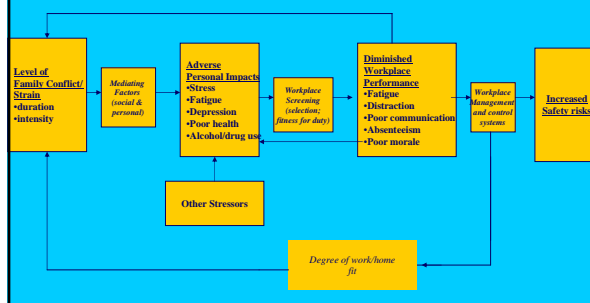 Level of
Family Conflict/
Strain
•duration
•intensity
Mediating
Factors
(social &
personal)
Adverse
Personal Impacts
•Stress
•Fatigue
•Depression
•Poor health
•Alcohol/drug use
Workplace
Screening
(selection;
fitness for duty)
Diminished
Workplace
Performance
•Fatigue
•Distraction
•Poor communication
•Absenteeism
•Poor morale
Workplace
Management
and control
systems
Increased
Safety risks
Other Stressors
Degree of work/home
fit